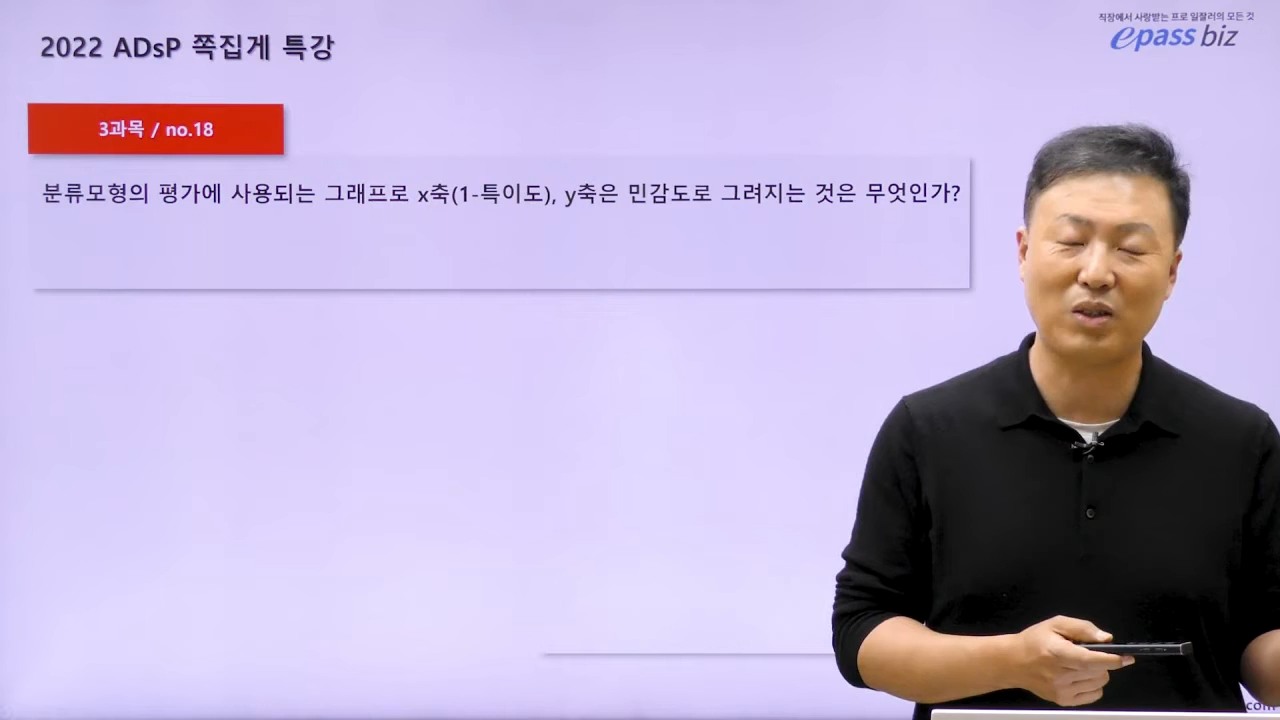 직장에서 사랑받는 프로 일잘러의 모든 것
epass biz
2022 ADsP 쪽집게 특강
3과목 / no.18
분류모형의 평가에 사용되는 그래프로 x축(1-특이도), y축은 민감도로 그려지는 것은 무엇인가?
com